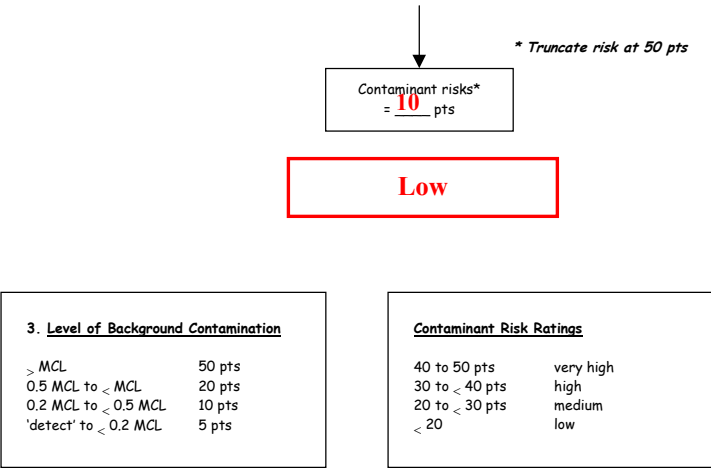 * Truncate risk at 50 pts
Contaminant risks*
= 10 pts
Low
3. Level of Background Contamination
> MCL 50 pts
0.5 MCL to < MCL 20 pts
0.2 MCL to < 0.5 MCL 10 pts
‘detect’ to < 0.2 MCL 5 pts
Contaminant Risk Ratings
40 to 50 pts very high
30 to < 40 pts high
20 to < 30 pts medium
< 20 low